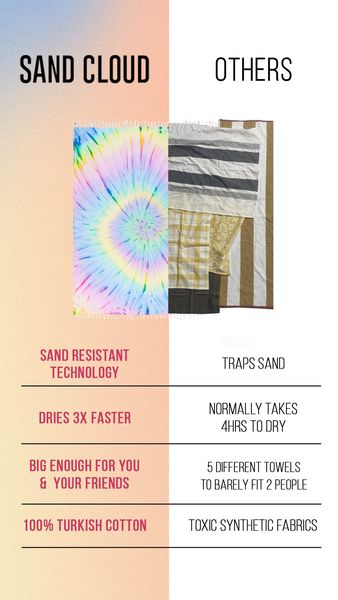 SAND CLOUD
OTHERS
SAND RESISTANT
TECHNOLOGY
TRAPS SAND
DRIES 3X FASTER
NORMALLY TAKES
4HRS TO DRY
BIG ENOUGH FOR YOU
& YOUR FRIENDS
5 DIFFERENT TOWELS
TO BARELY FIT 2 PEOPLE
100% TURKISH COTTON
TOXIC SYNTHETIC FABRICS